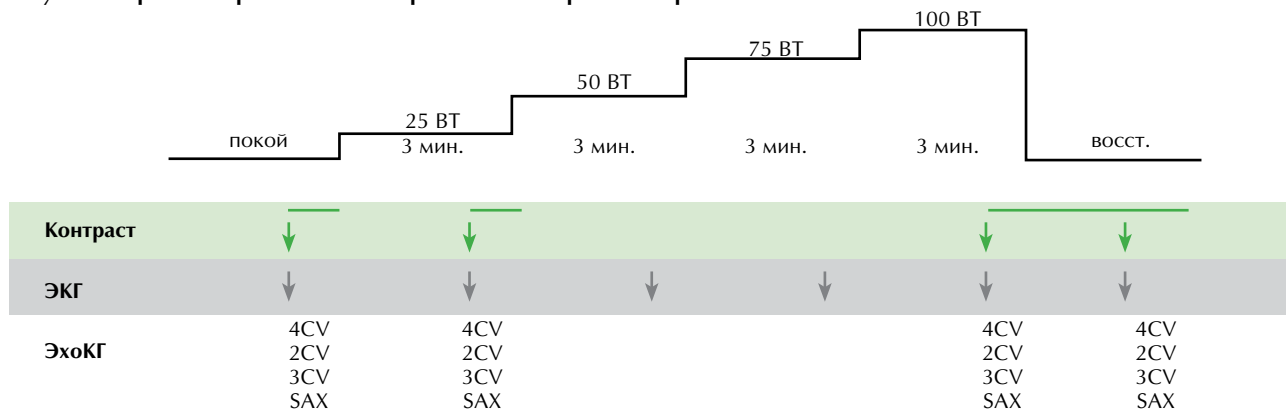 100 ВТ
75 ВТ
50 ВТ
25 ВТ
покой
3 мин.
3 мин.
3 мин.
3 мин.
восст.
Контраст
ЭКГ
ЭхоКГ
4CV 4CV 4CV 4CV
2CV 2CV 2CV 2CV
3CV 3CV 3CV 3CV
SAX SAX SAX SAX